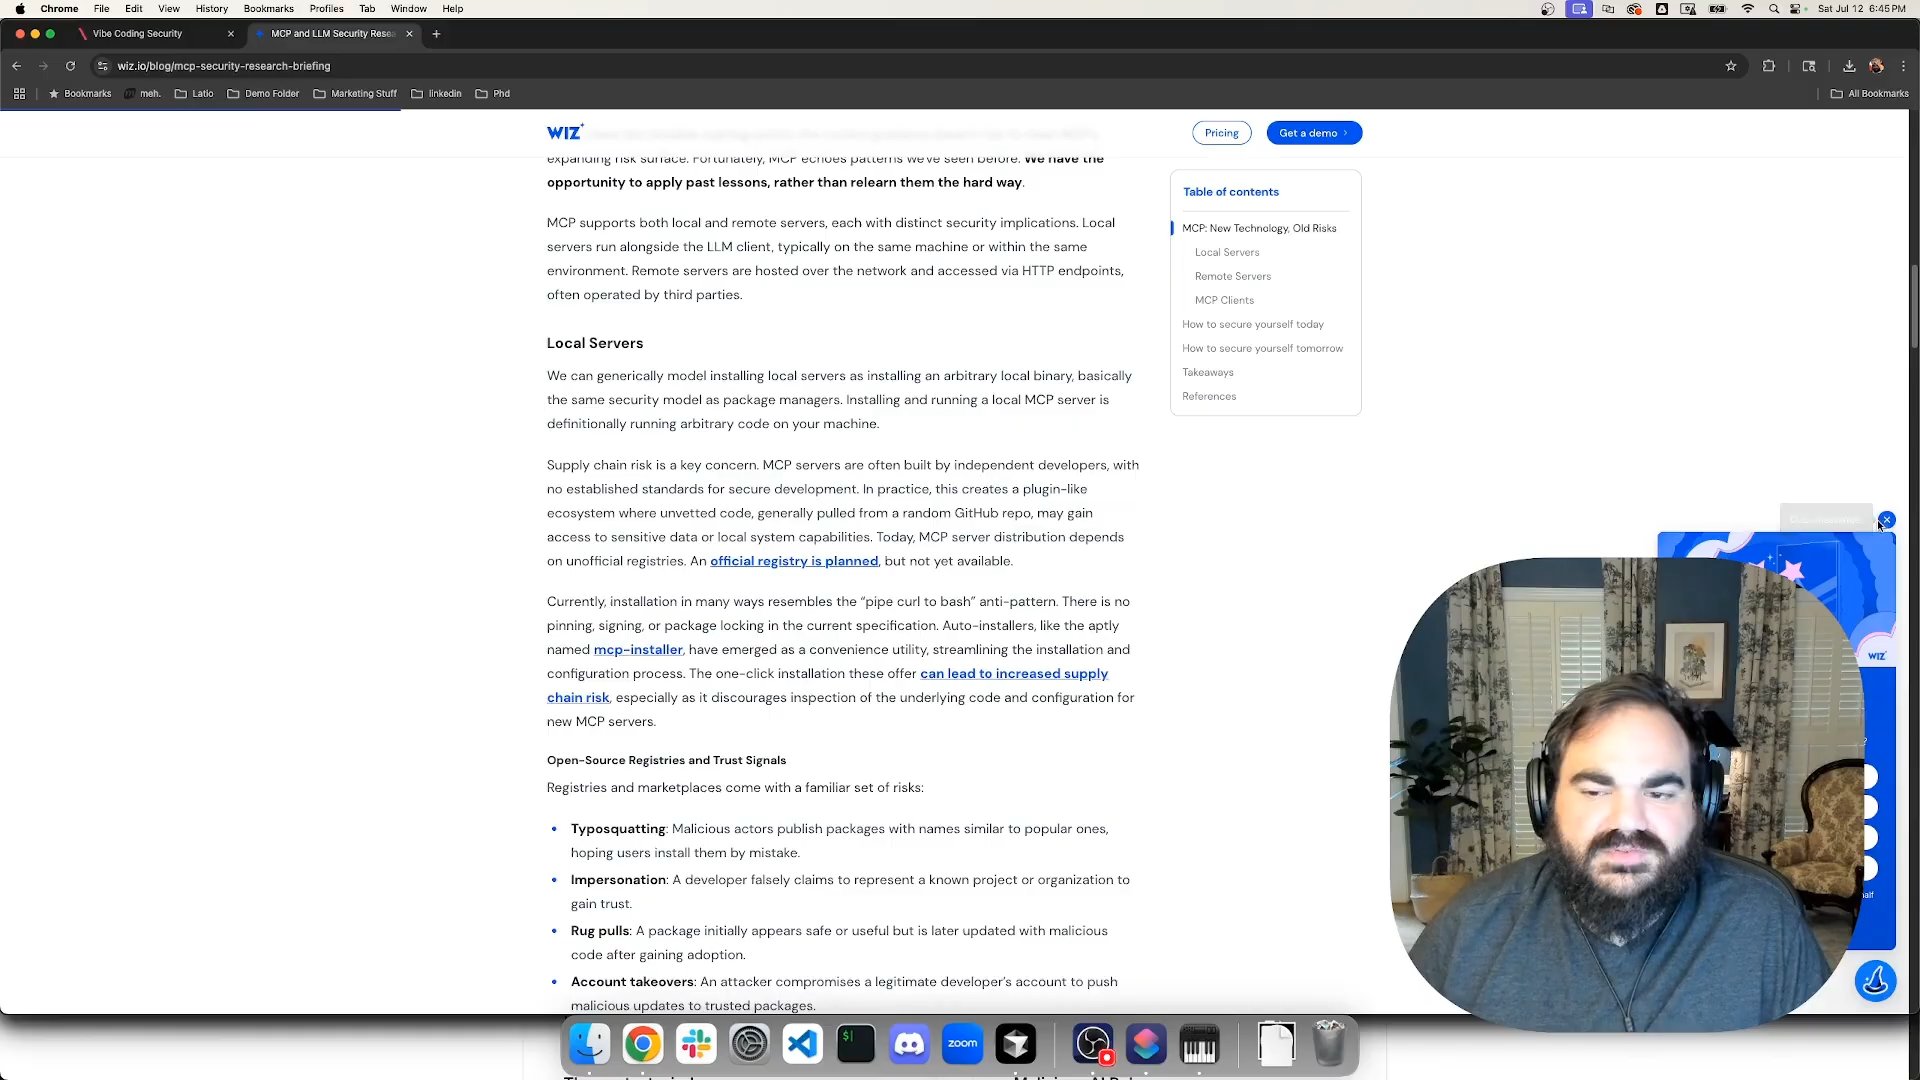 Chrome File Edit View History Bookmarks Profiles Tab Window Help
Sat Jul 12 6:45 PM
Vibe Coding Security
MCP and LLM Security Resea
wiz.io/blog/mcp-security-research-briefing
Bookmarks meh. Latio Demo Folder Marketing Stuff linkedin Phd
All Bookmarks
WIZ
Pricing
Get a demo
expanding risk surface. Fortunately, MCP echoes patterns we've seen before. We have the
opportunity to apply past lessons, rather than relearn them the hard way.
MCP supports both local and remote servers, each with distinct security implications. Local
servers run alongside the LLM client, typically on the same machine or within the same
environment. Remote servers are hosted over the network and accessed via HTTP endpoints,
often operated by third parties.
Local Servers
We can generically model installing local servers as installing an arbitrary local binary, basically
the same security model as package managers. Installing and running a local MCP server is
definitionally running arbitrary code on your machine.
Supply chain risk is a key concern. MCP servers are often built by independent developers, with
no established standards for secure development. In practice, this creates a plugin-like
ecosystem where unvetted code, generally pulled from a random GitHub repo, may gain
access to sensitive data or local system capabilities. Today, MCP server distribution depends
on unofficial registries. An official registry is planned, but not yet available.
Currently, installation in many ways resembles the “pipe curl to bash” anti-pattern. There is no
pinning, signing, or package locking in the current specification. Auto-installers, like the aptly
named mcp-installer, have emerged as a convenience utility, streamlining the installation and
configuration process. The one-click installation these offer can lead to increased supply
chain risk, especially as it discourages inspection of the underlying code and configuration for
new MCP servers.
Open-Source Registries and Trust Signals
Registries and marketplaces come with a familiar set of risks:
• Typosquatting: Malicious actors publish packages with names similar to popular ones,
hoping users install them by mistake.
• Impersonation: A developer falsely claims to represent a known project or organization to
gain trust.
• Rug pulls: A package initially appears safe or useful but is later updated with malicious
code after gaining adoption.
• Account takeovers: An attacker compromises a legitimate developer's account to push
malicious updates to trusted packages.
Table of contents
MCP: New Technology, Old Risks
Local Servers
Remote Servers
MCP Clients
How to secure yourself today
How to secure yourself tomorrow
Takeaways
References
WIZ
zoom